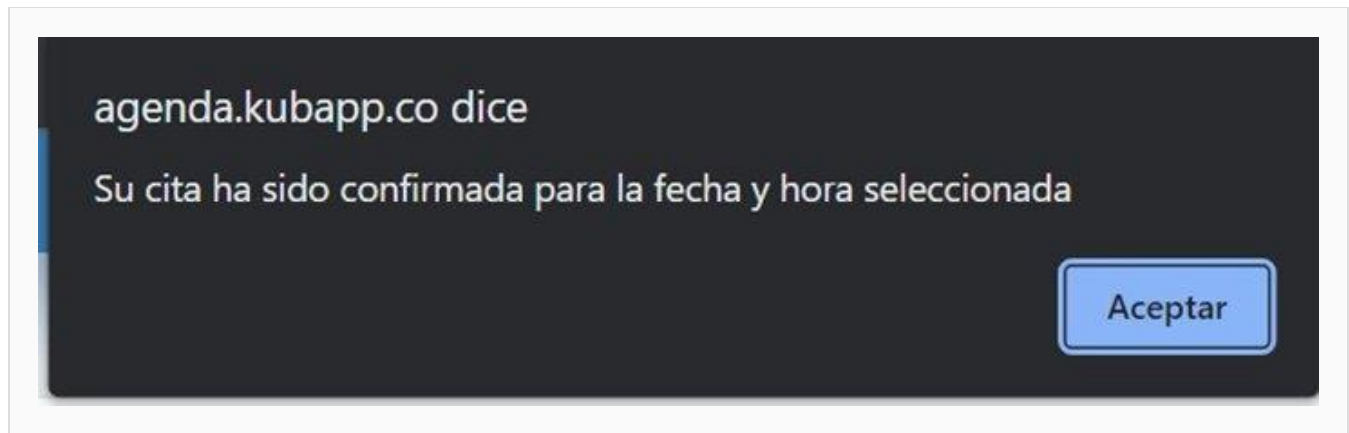 agenda.kubapp.co dice
Su cita ha sido confirmada para la fecha y hora seleccionada
Aceptar